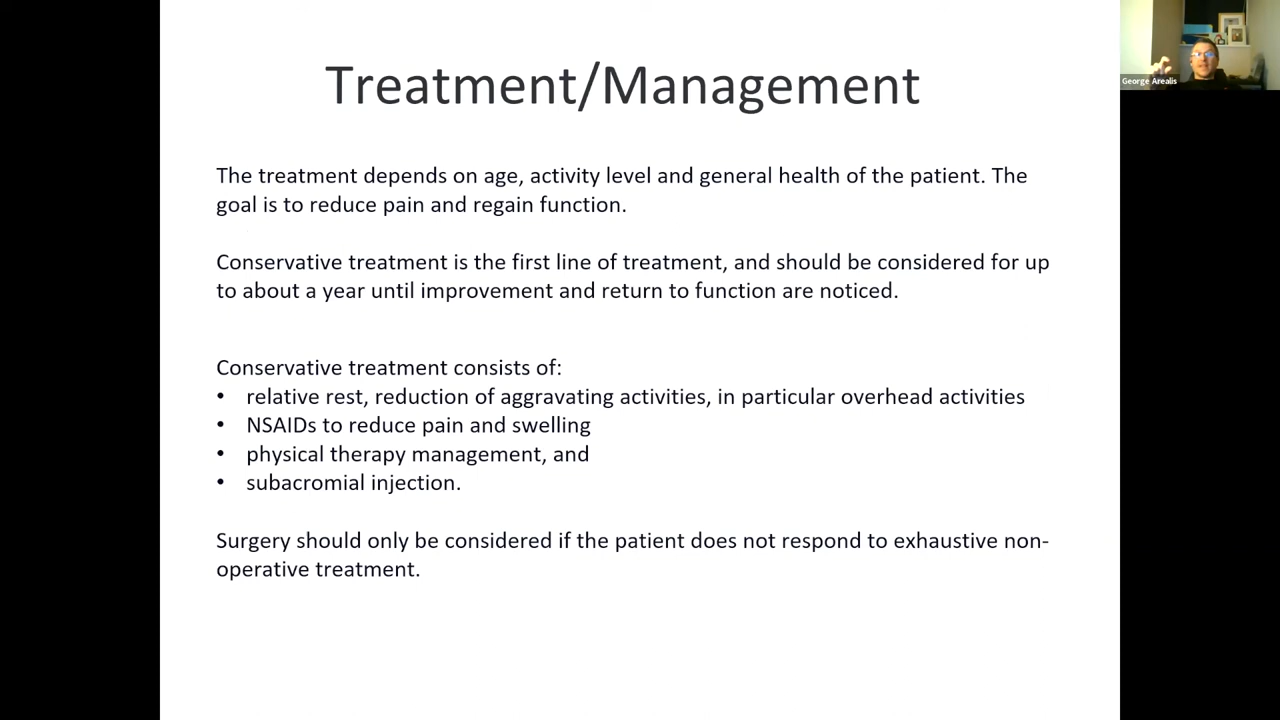 Treatment/Management
George Arealis
The treatment depends on age, activity level and general health of the patient. The
goal is to reduce pain and regain function.
Conservative treatment is the first line of treatment, and should be considered for up
to about a year until improvement and return to function are noticed.
Conservative treatment consists of:
• relative rest, reduction of aggravating activities, in particular overhead activities
• NSAIDs to reduce pain and swelling
• physical therapy management, and
• subacromial injection.
Surgery should only be considered if the patient does not respond to exhaustive non-
operative treatment.